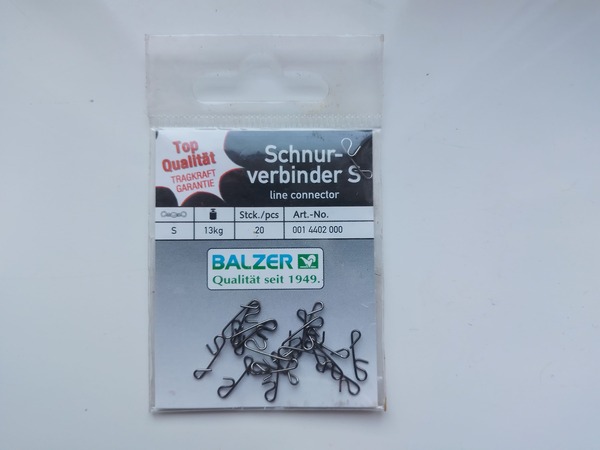 Top
Qualität
TRAGKRAFT
GARANTIE
Schnur-
verbinder S
line connector
Stck./pcs Art.-No.
S 13kg .20 001 4402 000
BALZER
Qualität seit 1949.